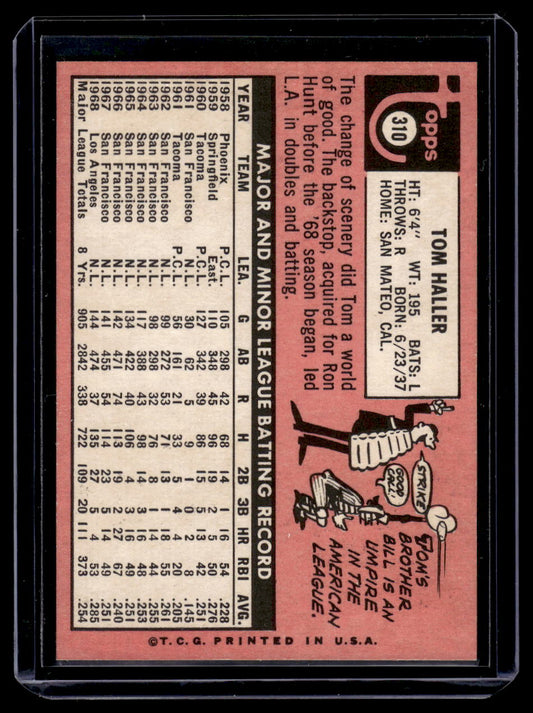 Topps
310
TOM HALLER
HT: 6'4" WT: 195 BATS: L
THROWS: R BORN: 6/23/37
HOME: SAN MATEO, CAL.
The change of scenery did Tom a world
of good. The backstop, acquired for Ron
Hunt before the '68 season began, led
L.A. in doubles and batting.
STRIKE!
GOOD CALL!
TOM'S
BROTHER
BILL IS AN
UMPIRE
IN THE
AMERICAN
LEAGUE.
MAJOR AND MINOR LEAGUE BATTING RECORD
YEAR TEAM LEA. G AB R H 2B 3B HR RBI AVG.
1958 Phoenix P.C.L. 105 298 42 68 14 1 16 54 .228
1959 Springfield East. 110 348 45 96 16 1 5 50 .276
1960 Tacoma P.C.L. 127 342 39 86 15 5 13 42 .251
1961 San Francisco N.L. 30 62 5 9 1 0 2 8 .145
1961 Tacoma P.C.L. 56 161 21 33 5 1 4 20 .205
1962 San Francisco N.L. 99 272 53 71 13 1 18 55 .261
1963 San Francisco N.L. 98 298 32 76 8 1 14 44 .255
1964 San Francisco N.L. 117 388 43 98 14 3 16 48 .253
1965 San Francisco N.L. 134 422 40 106 4 3 16 49 .251
1966 San Francisco N.L. 142 471 74 113 19 2 27 67 .240
1967 San Francisco N.L. 141 455 54 114 23 5 14 49 .251
1968 Los Angeles N.L. 144 474 37 135 27 5 4 53 .285
Major League Totals 8 Yrs. 905 2842 338 722 109 20 111 373 .254
©T.C.G. PRINTED IN U.S.A.